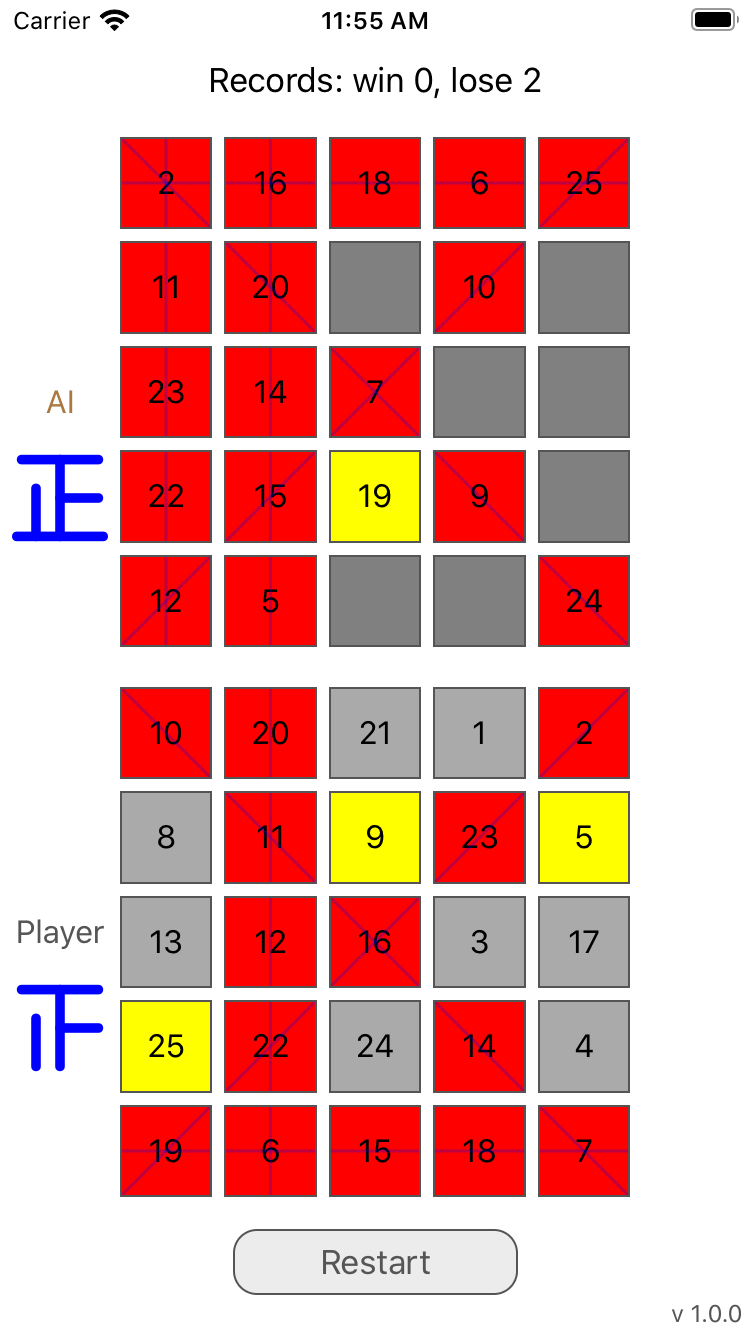 Carrier 11:55 AM
Records: win 0, lose 2
2 16 18 6 25
11 20 10
23 14 7
AI
正
22 15 19 9
12 5 24
10 20 21 1 2
8 11 9 23 5
13 12 16 3 17
Player
25 22 24 14 4
19 6 15 18 7
Restart
v 1.0.0